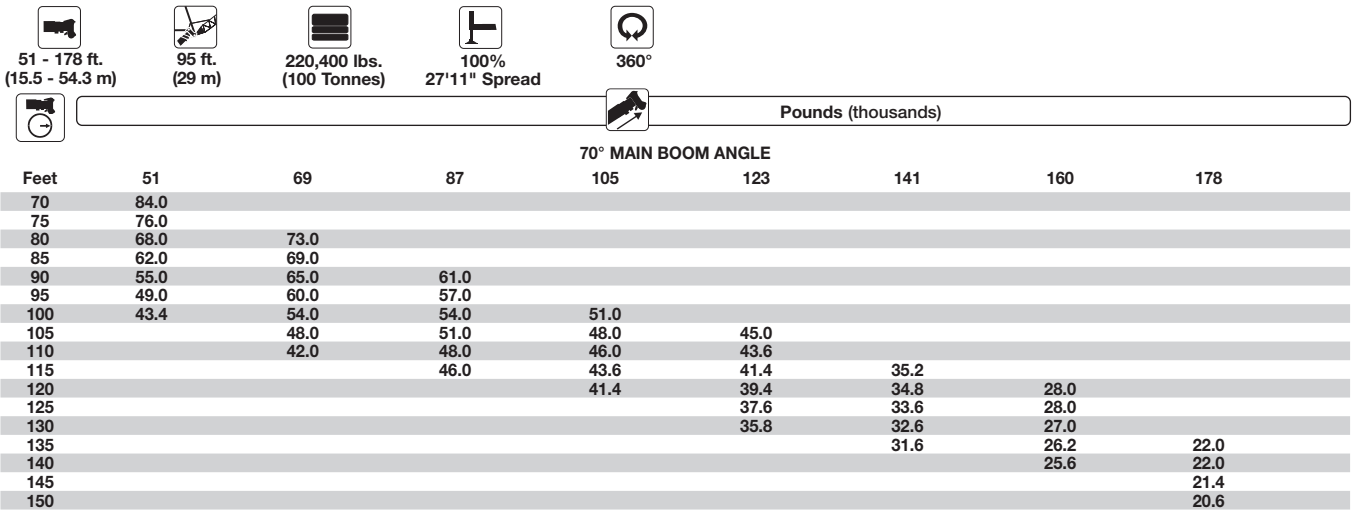 51 - 178 ft. 95 ft. 220,400 lbs. 100% 360°
(15.5 - 54.3 m) (29 m) (100 Tonnes) 27'11" Spread
Pounds (thousands)
70° MAIN BOOM ANGLE
Feet 51 69 87 105 123 141 160 178
70 84.0
75 76.0
80 68.0 73.0
85 62.0 69.0
90 55.0 65.0 61.0
95 49.0 60.0 57.0
100 43.4 54.0 54.0 51.0
105 48.0 51.0 48.0 45.0
110 42.0 48.0 46.0 43.6
115 46.0 43.6 41.4 35.2
120 41.4 39.4 34.8 28.0
125 37.6 33.6 28.0
130 35.8 32.6 27.0
135 31.6 26.2 22.0
140 25.6 22.0
145 21.4
150 20.6